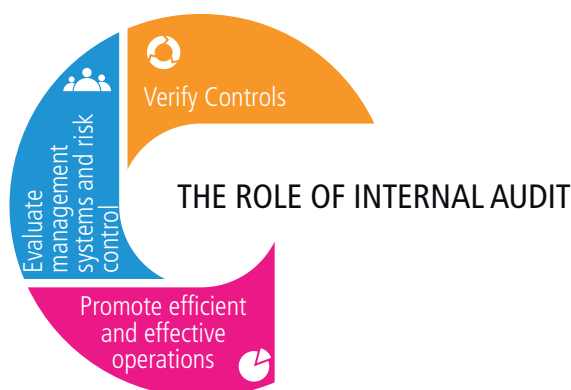 Verify Controls
Evaluate
management
systems and risk
control
THE ROLE OF INTERNAL AUDIT
Promote efficient
and effective
operations